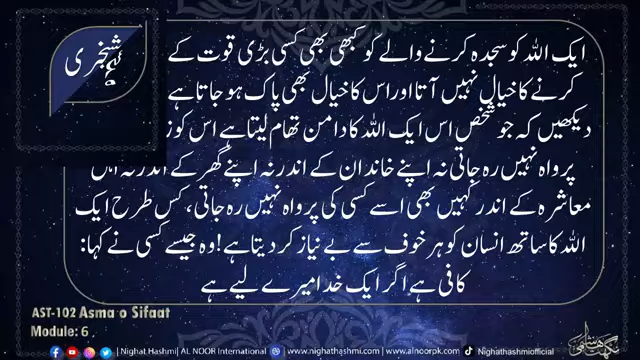 خوشخبری
ایک اللہ کو سجدہ کرنے والے کو کبھی بھی کسی بڑی قوت کے
کرنے کا خیال نہیں آتا اور اس کا خیال بھی پاک ہو جاتا ہے
دیکھیں کہ جو شخص اس ایک اللہ کا دامن تھام لیتا ہے اس کو
پرواہ نہیں رہ جاتی نہ اپنے خاندان کے اندر نہ اپنے گھر کے اندر نہ
معاشرہ کے اندر کہیں بھی اسے کسی کی پرواہ نہیں رہ جاتی، کس طرح ایک
اللہ کا ساتھ انسان کو ہر خوف سے بے نیاز کر دیتا ہے! وہ جیسے کسی نے کہا:
کافی ہے اگر ایک خدا میرے لیے ہے
AST-102 Asma o Sifaat
Module: 6
| Nighat Hashmi| AL NOOR International www.nighathashmi.com - www.alnoorpk.com Nighathashmiofficial